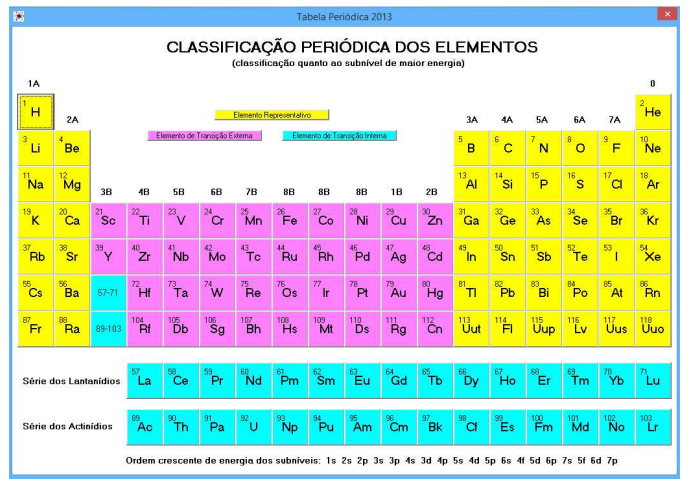 Tabela Periódica 2013
CLASSIFICAÇÃO PERIÓDICA DOS ELEMENTOS
(classificação quanto ao subnível de maior energia)
1A 0
1 H 2A Elemento Representativo 3A 4A 5A 6A 7A 2 He
Elemento de Transição Externa Elemento de Transição Interna
3 Li 4 Be 5 B 6 C 7 N 8 O 9 F 10 Ne
11 Na 12 Mg 3B 4B 5B 6B 7B 8B 8B 8B 1B 2B 13 Al 14 Si 15 P 16 S 17 Cl 18 Ar
19 K 20 Ca 21 Sc 22 Ti 23 V 24 Cr 25 Mn 26 Fe 27 Co 28 Ni 29 Cu 30 Zn 31 Ga 32 Ge 33 As 34 Se 35 Br 36 Kr
37 Rb 38 Sr 39 Y 40 Zr 41 Nb 42 Mo 43 Tc 44 Ru 45 Rh 46 Pd 47 Ag 48 Cd 49 In 50 Sn 51 Sb 52 Te 53 I 54 Xe
55 Cs 56 Ba 57-71 72 Hf 73 Ta 74 W 75 Re 76 Os 77 Ir 78 Pt 79 Au 80 Hg 81 Tl 82 Pb 83 Bi 84 Po 85 At 86 Rn
87 Fr 88 Ra 89-103 104 Rf 105 Db 106 Sg 107 Bh 108 Hs 109 Mt 110 Ds 111 Rg 112 Cn 113 Uut 114 Fl 115 Uup 116 Lv 117 Uus 118 Uuo
Série dos Lantanídios 57 La 58 Ce 59 Pr 60 Nd 61 Pm 62 Sm 63 Eu 64 Gd 65 Tb 66 Dy 67 Ho 68 Er 69 Tm 70 Yb 71 Lu
Série dos Actinídios 89 Ac 90 Th 91 Pa 92 U 93 Np 94 Pu 95 Am 96 Cm 97 Bk 98 Cf 99 Es 100 Fm 101 Md 102 No 103 Lr
Ordem crescente de energia dos subníveis: 1s 2s 2p 3s 3p 4s 3d 4p 5s 4d 5p 6s 4f 5d 6p 7s 5f 6d 7p